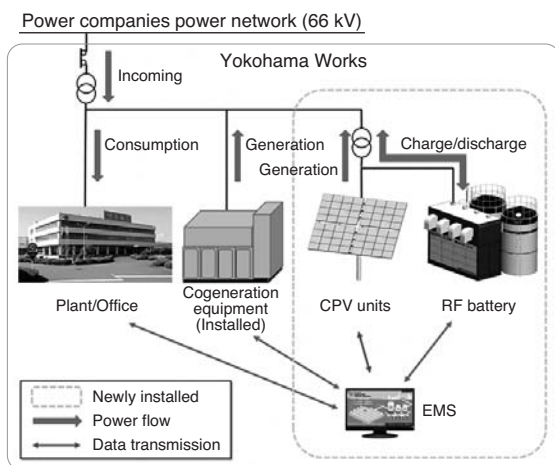 Power companies power network (66 kV)
Yokohama Works
Incoming
Consumption
Generation
Generation
Charge/discharge
Plant/Office
Cogeneration
equipment
(Installed)
CPV units
RF battery
EMS
Newly installed
Power flow
Data transmission